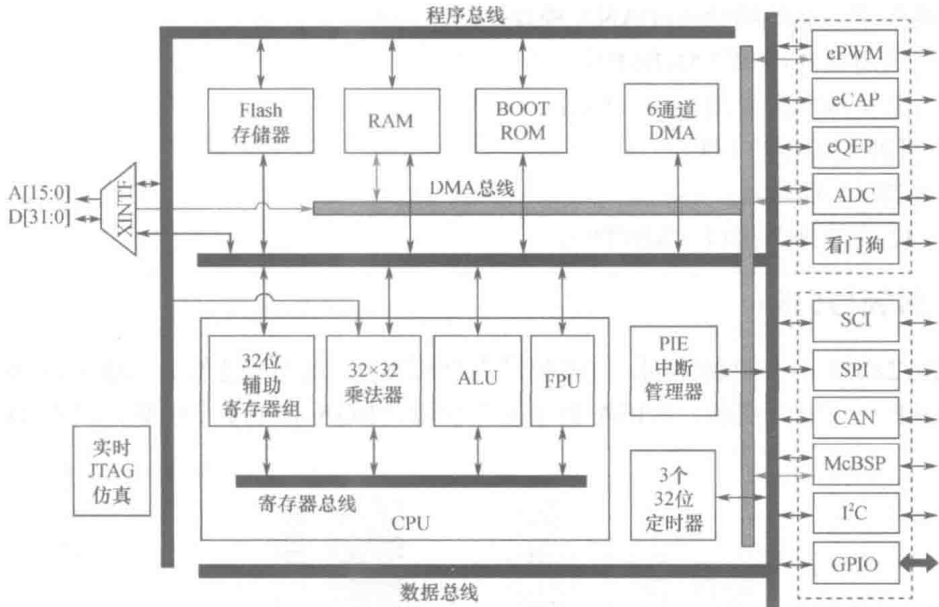 程序总线
Flash
存储器
RAM
BOOT
ROM
6通道
DMA
ePWM
eCAP
eQEP
ADC
看门狗
A[15:0]
D[31:0]
XINTF
DMA总线
32位
辅助
寄存器组
32×32
乘法器
ALU
FPU
PIE
中断
管理器
SCI
SPI
CAN
McBSP
I²C
GPIO
实时
JTAG
仿真
寄存器总线
CPU
3个
32位
定时器
数据总线